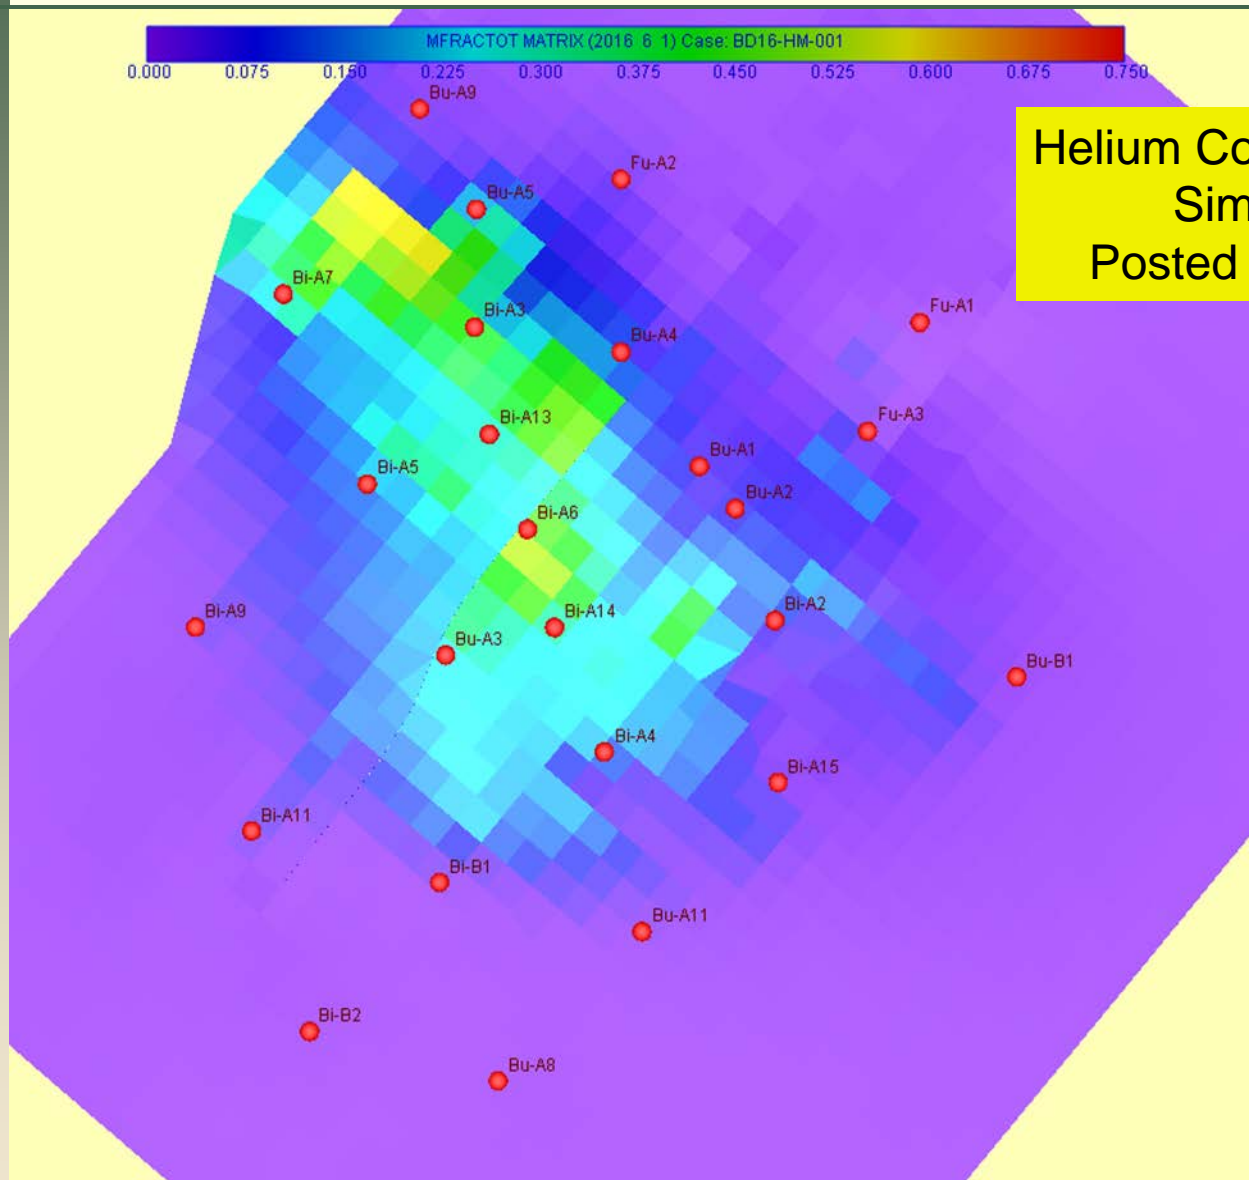 MFRACTOT MATRIX (2016 6 1) Case: BD16-HM-001
0.000 0.075 0.150 0.225 0.300 0.375 0.450 0.525 0.600 0.675 0.750
Bu-A9
Helium Co
Sim
Posted
Fu-A2
Bu-A5
Bi-A7
Bi-A3
Fu-A1
Bu-A4
Bi-A13
Fu-A3
Bu-A1
Bi-A5
Bu-A2
Bi-A6
Bi-A9
Bi-A14
Bi-A2
Bu-A3
Bu-B1
Bi-A4
Bi-A15
Bi-A11
Bi-B1
Bu-A11
Bi-B2
Bu-A8